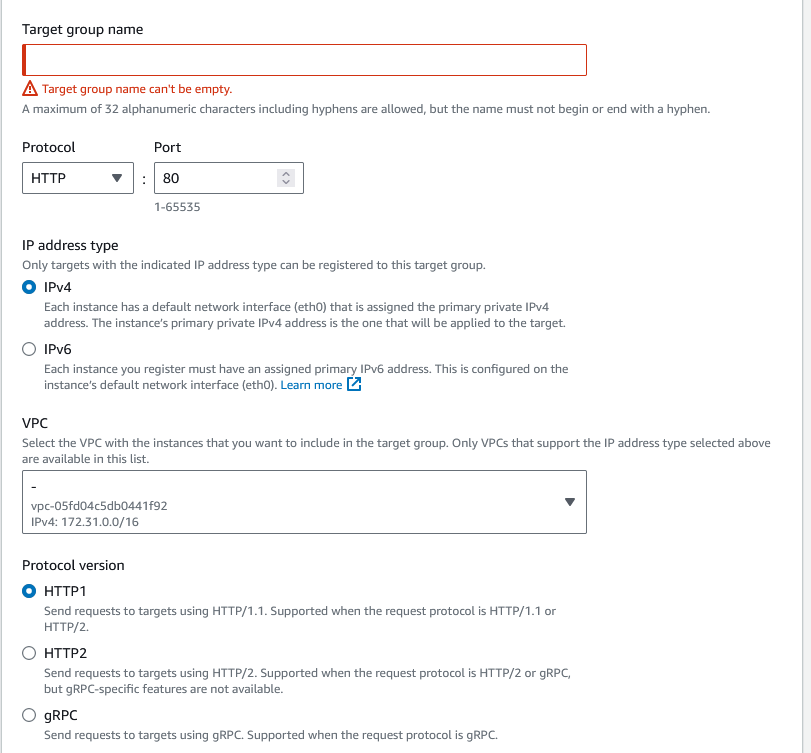 Target group name
Target group name can't be empty.
A maximum of 32 alphanumeric characters including hyphens are allowed, but the name must not begin or end with a hyphen.
Protocol Port
HTTP : 80
1-65535
IP address type
Only targets with the indicated IP address type can be registered to this target group.
IPv4
Each instance has a default network interface (eth0) that is assigned the primary private IPv4
address. The instance's primary private IPv4 address is the one that will be applied to the target.
IPv6
Each instance you register must have an assigned primary IPv6 address. This is configured on the
instance's default network interface (eth0). Learn more
VPC
Select the VPC with the instances that you want to include in the target group. Only VPCs that support the IP address type selected above
are available in this list.
-
vpc-05fd04c5db0441f92
IPv4: 172.31.0.0/16
Protocol version
HTTP1
Send requests to targets using HTTP/1.1. Supported when the request protocol is HTTP/1.1 or
HTTP/2.
HTTP2
Send requests to targets using HTTP/2. Supported when the request protocol is HTTP/2 or gRPC,
but gRPC-specific features are not available.
gRPC
Send requests to targets using gRPC. Supported when the request protocol is gRPC.